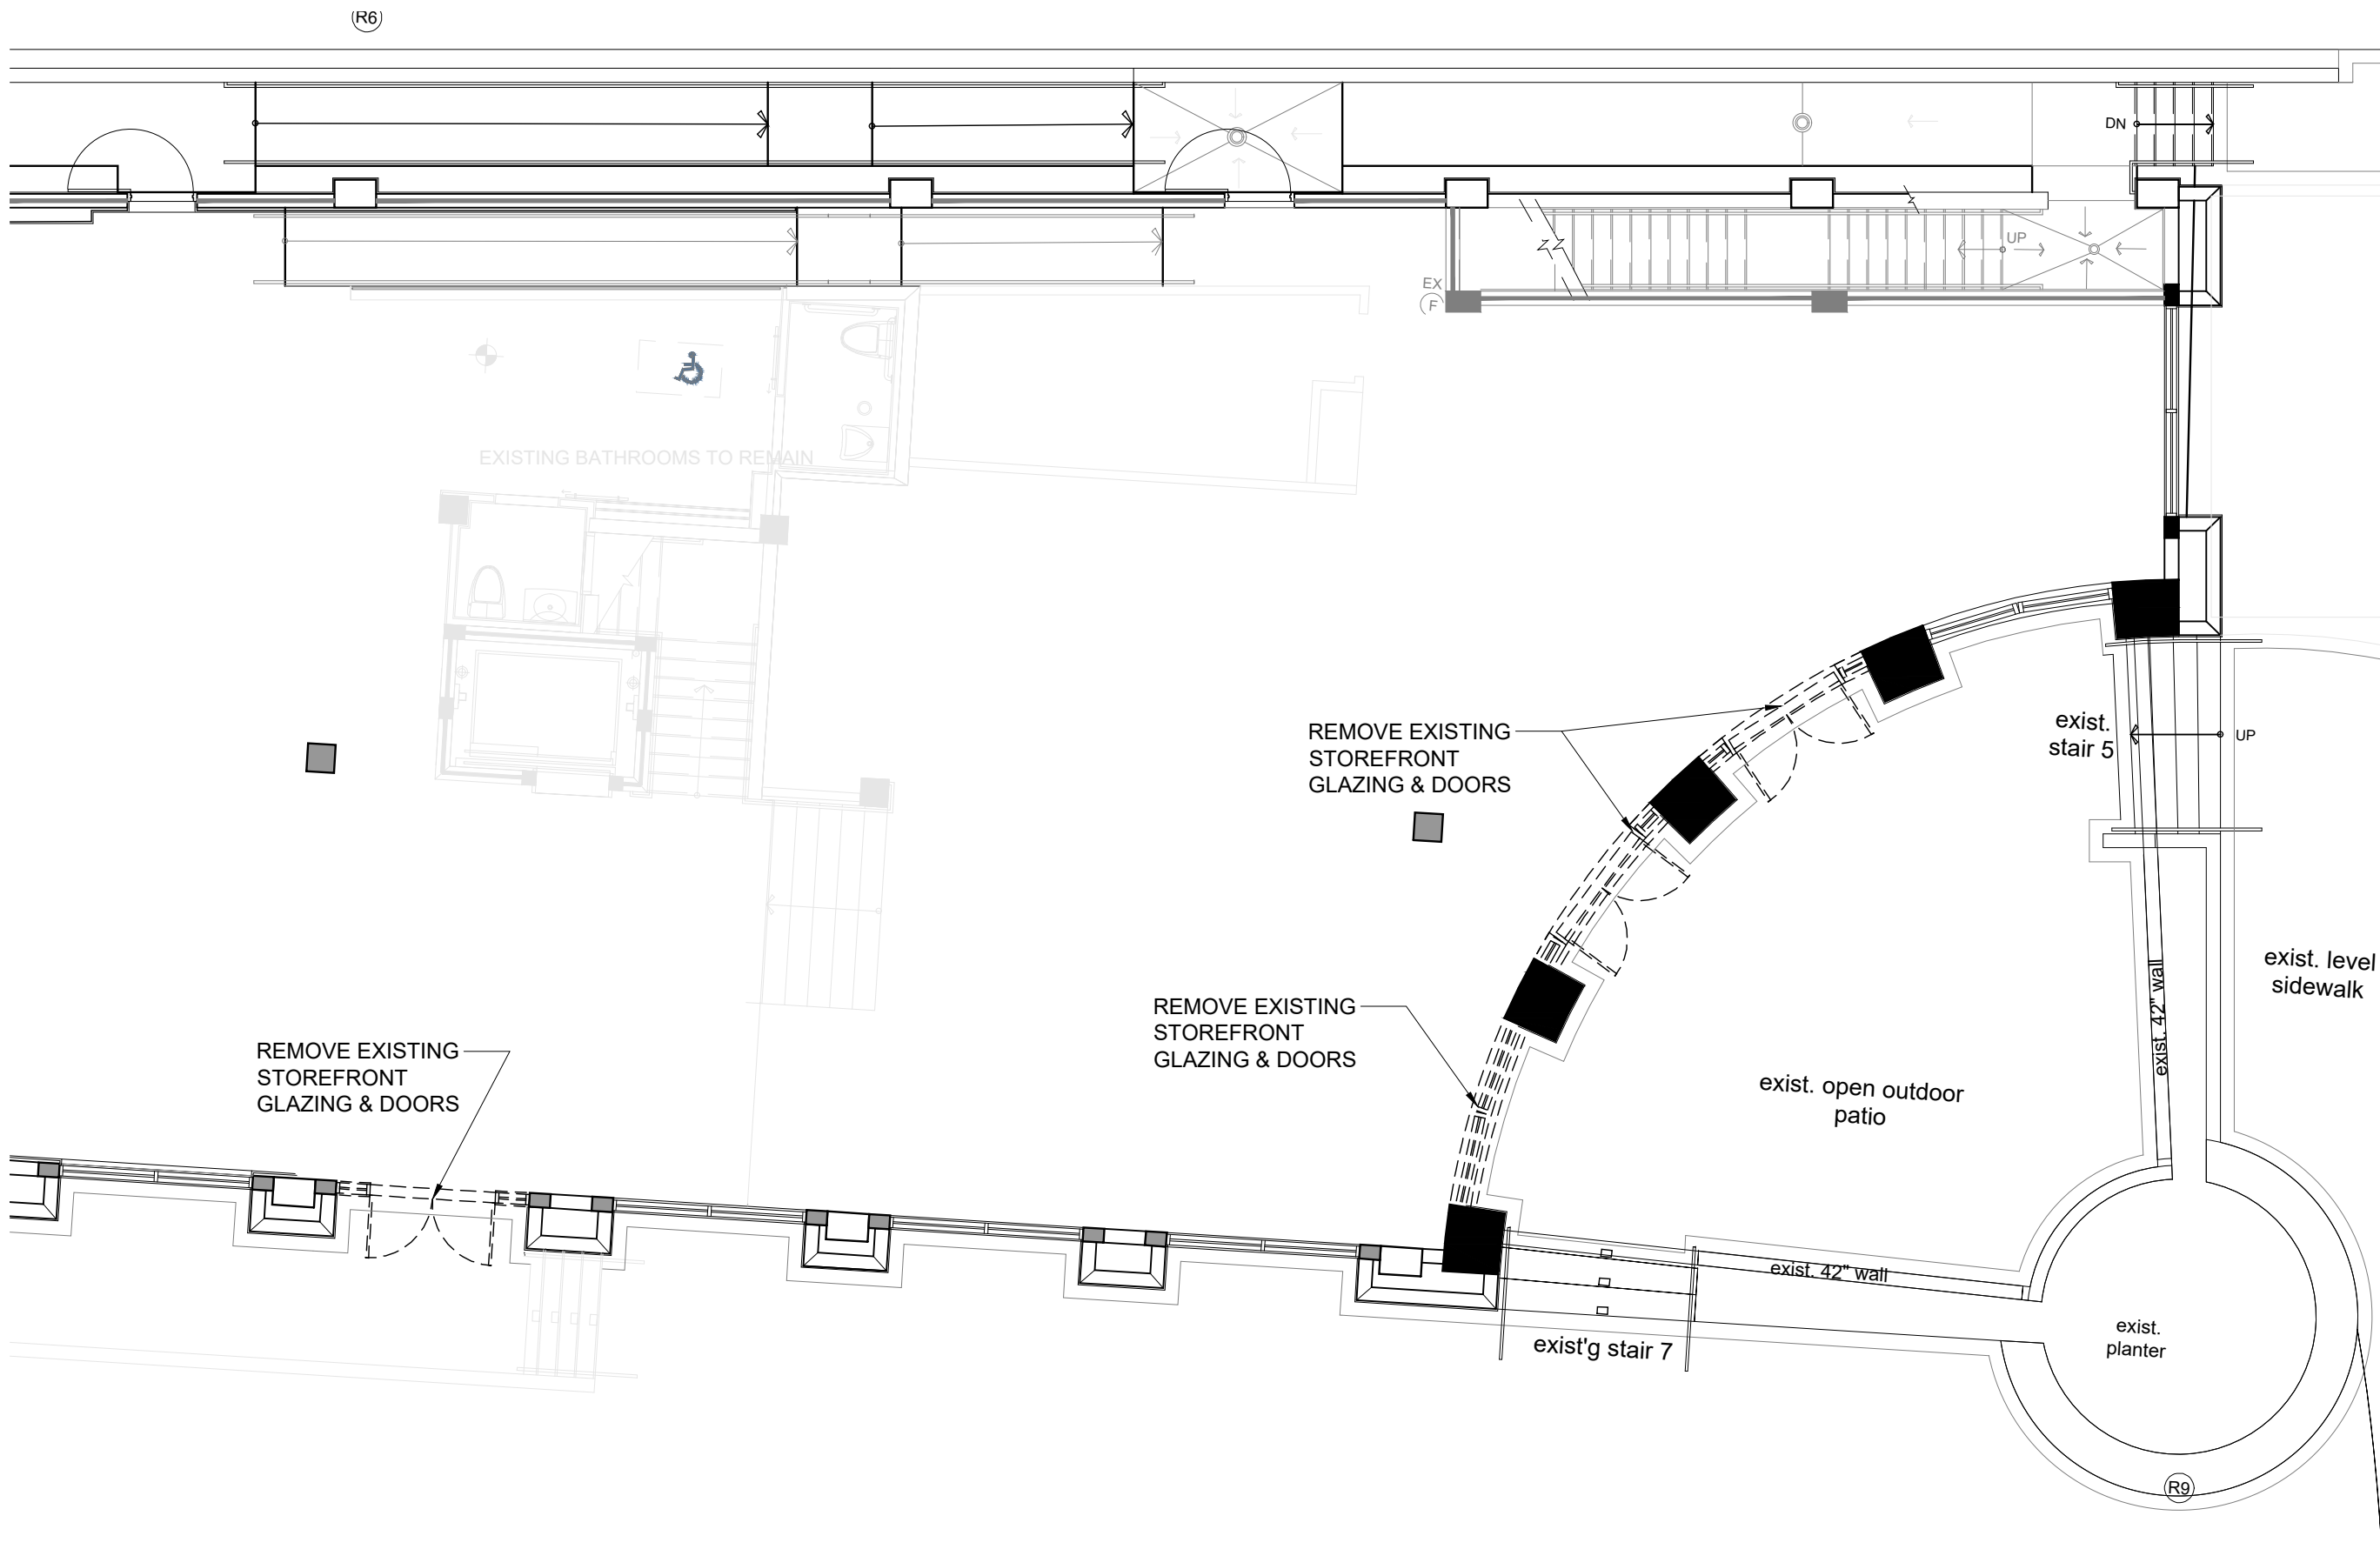 R6
DN
UP
EX
F
EXISTING BATHROOMS TO REMAIN
REMOVE EXISTING
STOREFRONT
GLAZING & DOORS
exist.
stair 5
UP
exist. level
sidewalk
exist. 42" wall
REMOVE EXISTING
STOREFRONT
GLAZING & DOORS
REMOVE EXISTING
STOREFRONT
GLAZING & DOORS
exist. open outdoor
patio
exist. 42" wall
exist'g stair 7
exist.
planter
R9